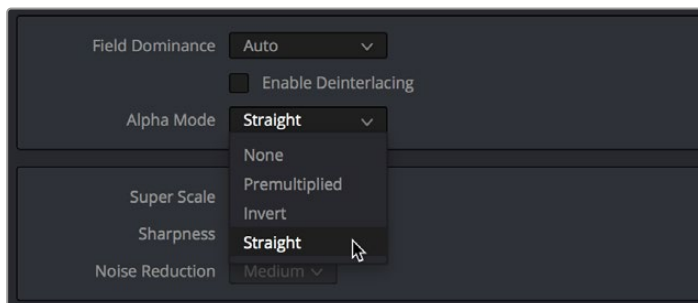 Field Dominance Auto
Enable Deinterlacing
Alpha Mode Straight
None
Premultiplied
Super Scale
Invert
Sharpness Straight
Noise Reduction Medium